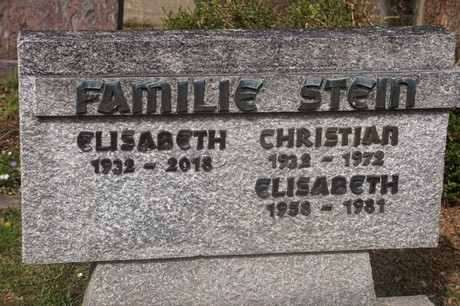 FAMILIE STEIN
ELISABETH
1932 - 2018
CHRISTIAN
1932 - 1972
ELISABETH
1958 - 1981